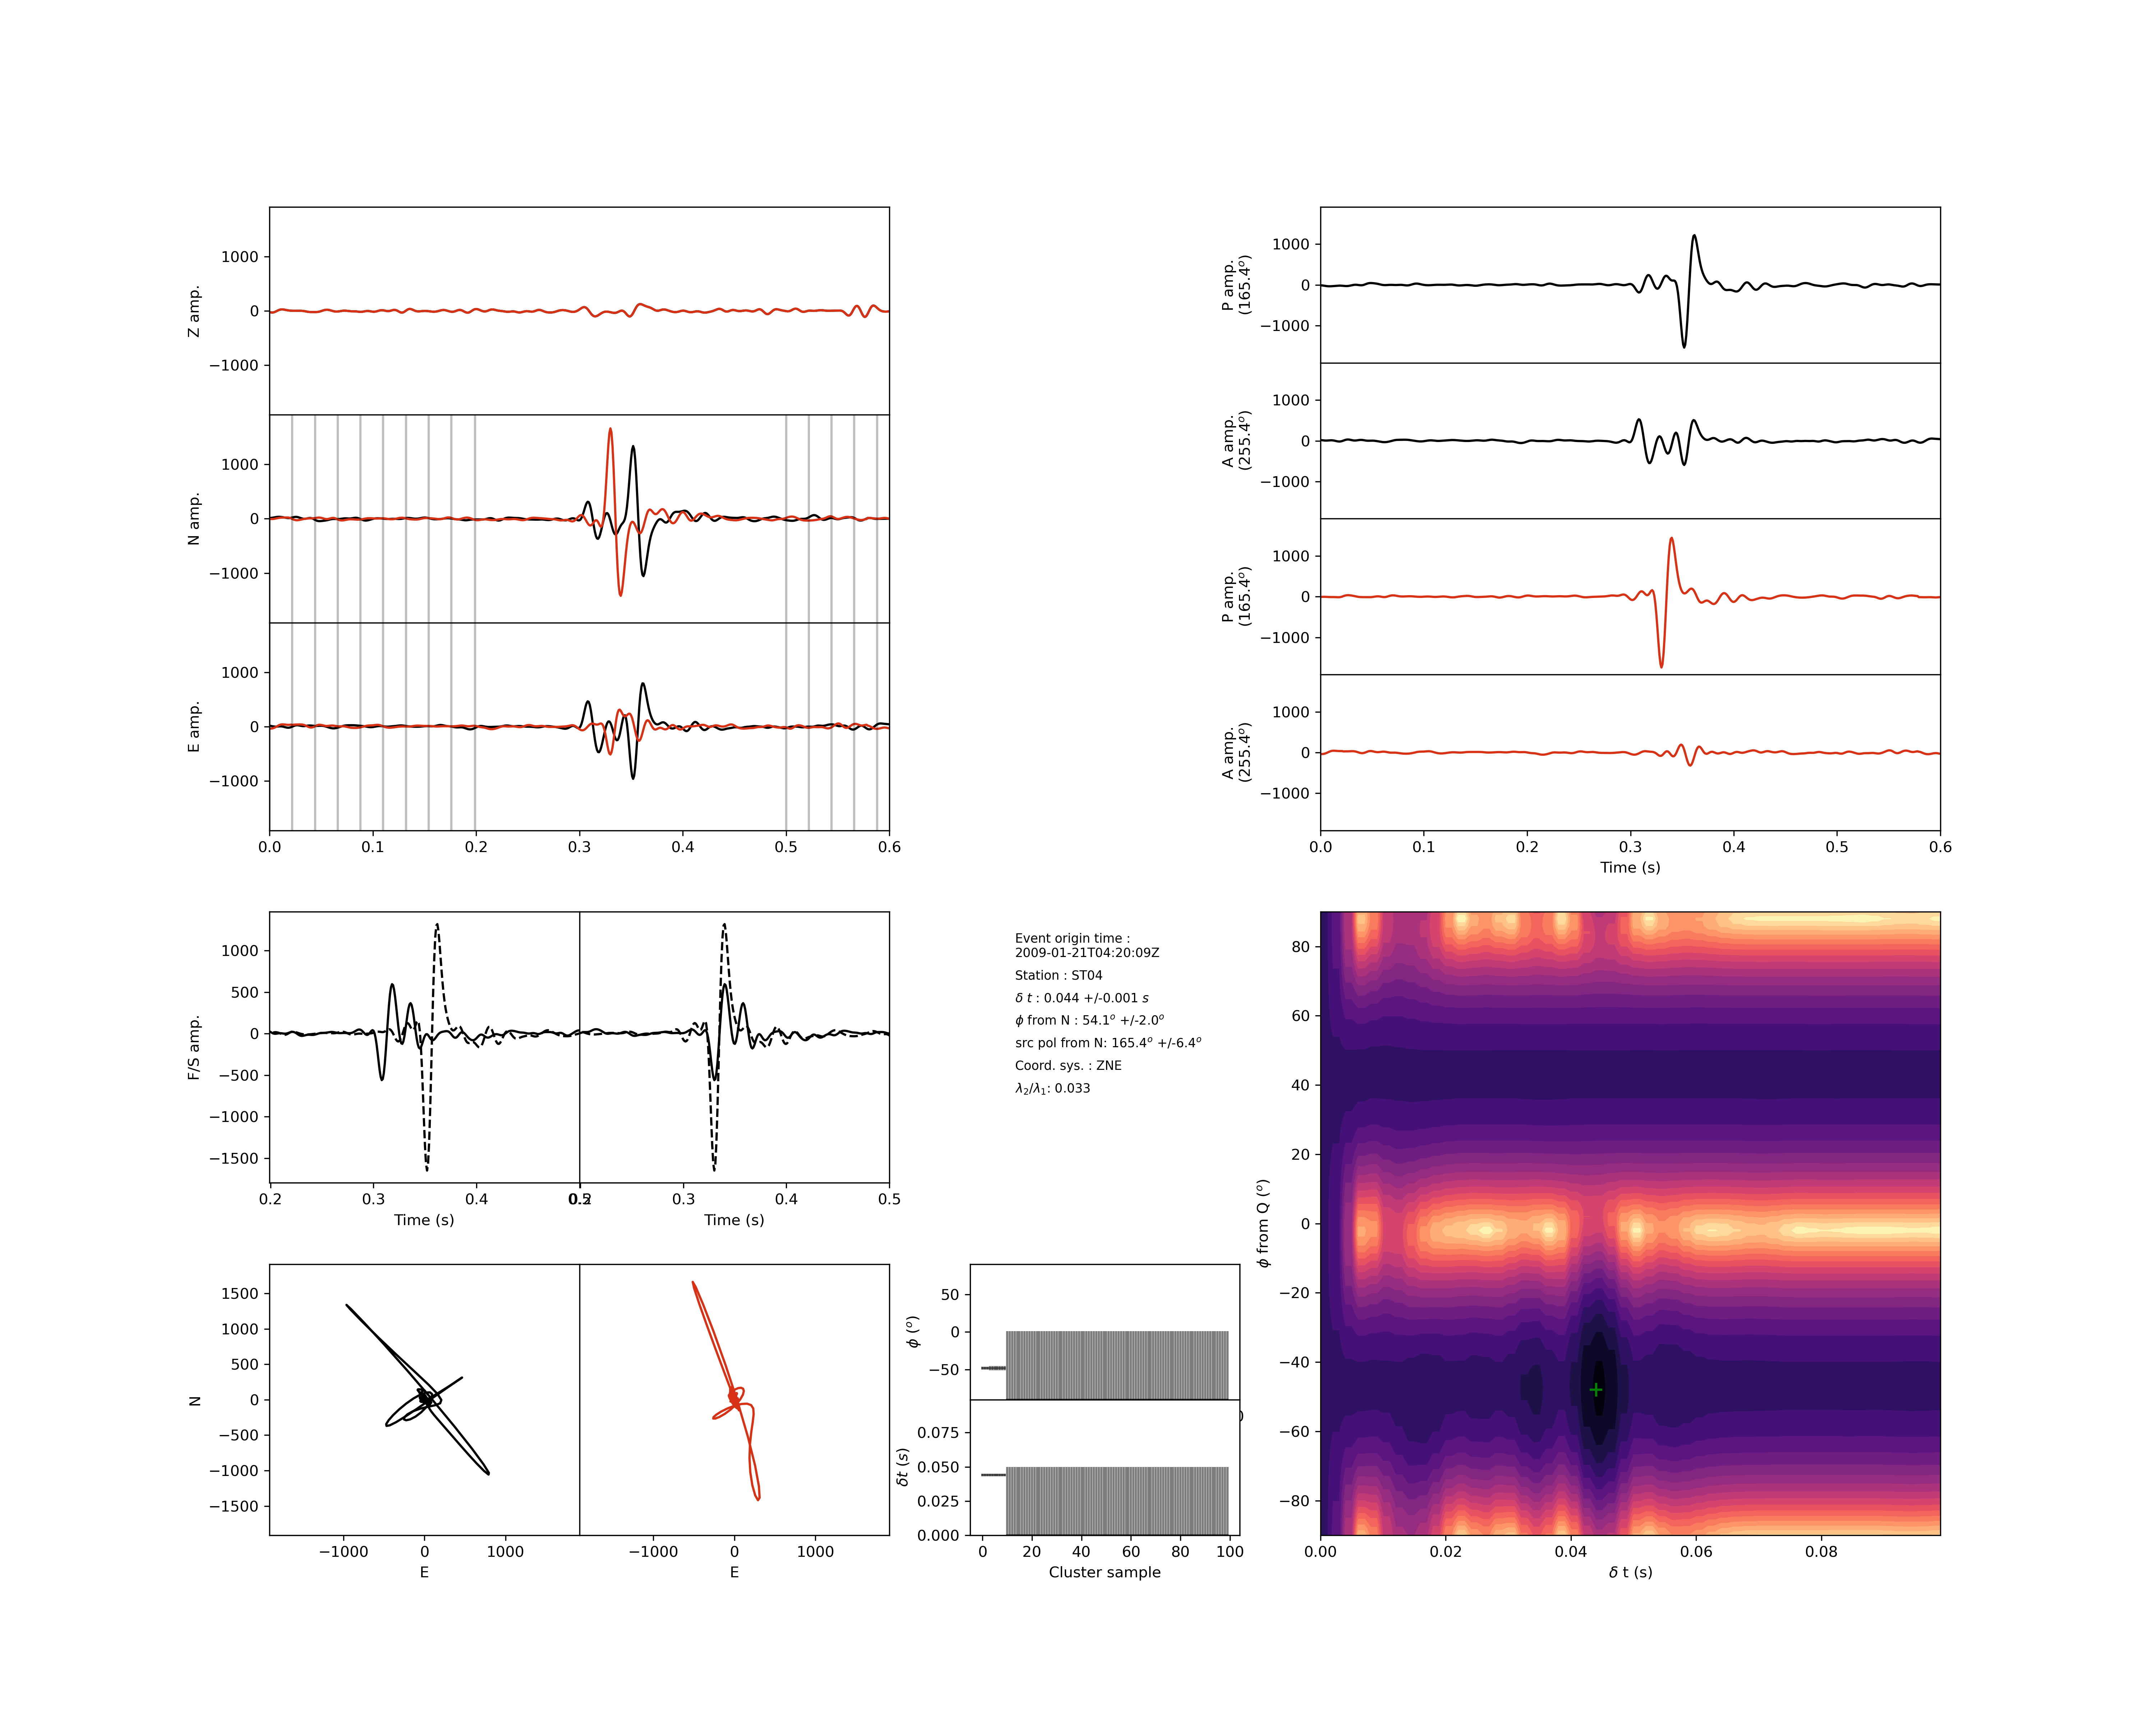 1000
0
−1000
Z amp.
1000
0
−1000
N amp.
1000
0
−1000
E amp.
0.0 0.1 0.2 0.3 0.4 0.5 0.6
1000
0
−1000
P amp.
(165.4°)
1000
0
−1000
A amp.
(255.4°)
1000
0
−1000
P amp.
(165.4°)
1000
0
−1000
A amp.
(255.4°)
0.0 0.1 0.2 0.3 0.4 0.5 0.6
Time (s)
1000
500
0
−500
−1000
−1500
F/S amp.
0.2 0.3 0.4 0.5
Time (s)
0.2 0.3 0.4 0.5
Time (s)
Event origin time :
2009-01-21T04:20:09Z
Station : ST04
δ t : 0.044 +/-0.001 s
ϕ from N : 54.1° +/-2.0°
src pol from N: 165.4° +/-6.4°
Coord. sys. : ZNE
λ₂/λ₁: 0.033
1500
1000
500
0
−500
−1000
−1500
N
−1000 0 1000
E
−1000 0 1000
E
50
0
−50
ϕ (°)
0.075
0.050
0.025
0.000
δt (s)
0 20 40 60 80 100
Cluster sample
80
60
40
20
0
−20
−40
−60
−80
ϕ from Q (°)
0.00 0.02 0.04 0.06 0.08
δ t (s)